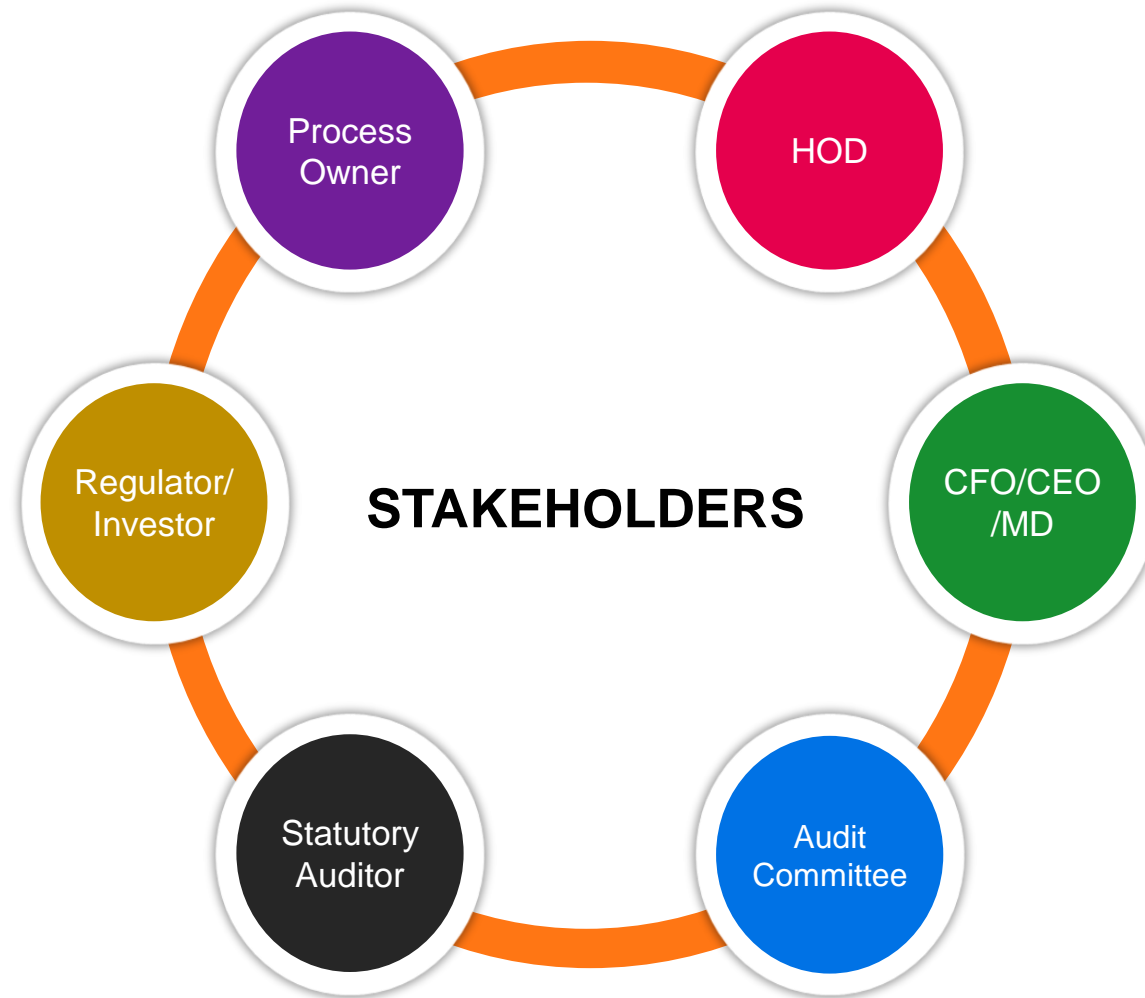 Process
Owner
HOD
Regulator/
Investor
STAKEHOLDERS
CFO/CEO
/MD
Statutory
Auditor
Audit
Committee